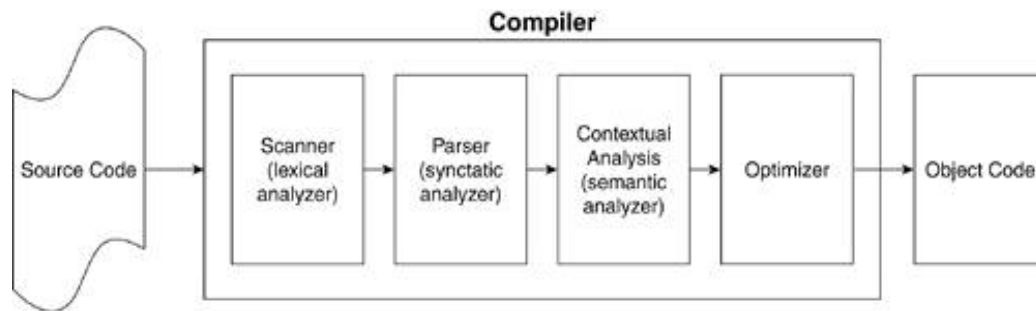 Compiler
Source Code
Scanner
(lexical
analyzer)
Parser
(synctatic
analyzer)
Contextual
Analysis
(semantic
analyzer)
Optimizer
Object Code